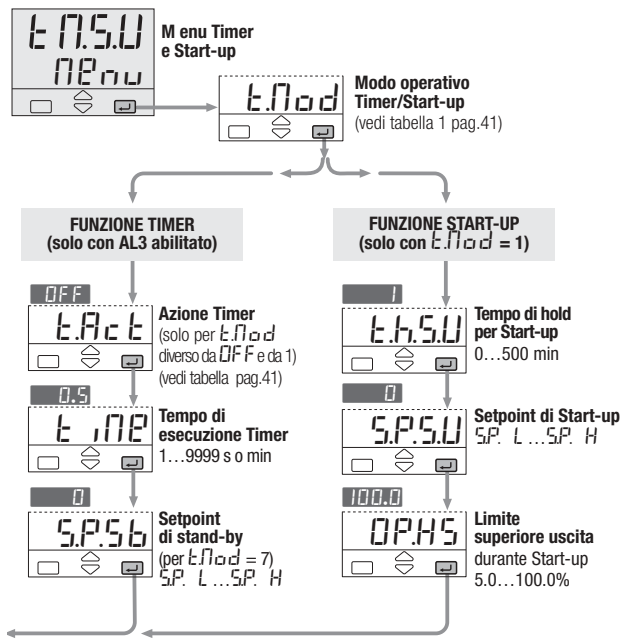 t.M.S.U
MEnu
M enu Timer
e Start-up
t.Mod
Modo operativo
Timer/Start-up
(vedi tabella 1 pag.41)
FUNZIONE TIMER
(solo con AL3 abilitato)
OFF
t.Act
Azione Timer
(solo per t.Mod
diverso da OFF e da 1)
(vedi tabella pag.41)
0.5
t iME
Tempo di
esecuzione Timer
1…9999 s o min
0
S.P.Sb
Setpoint
di stand-by
(per t.Mod = 7)
S.P. L …S.P. H
FUNZIONE START-UP
(solo con t.Mod = 1)
1
t.h.S.U
Tempo di hold
per Start-up
0…500 min
0
S.P.S.U
Setpoint di Start-up
S.P. L …S.P. H
100.0
OP.HS
Limite
superiore uscita
durante Start-up
5.0…100.0%